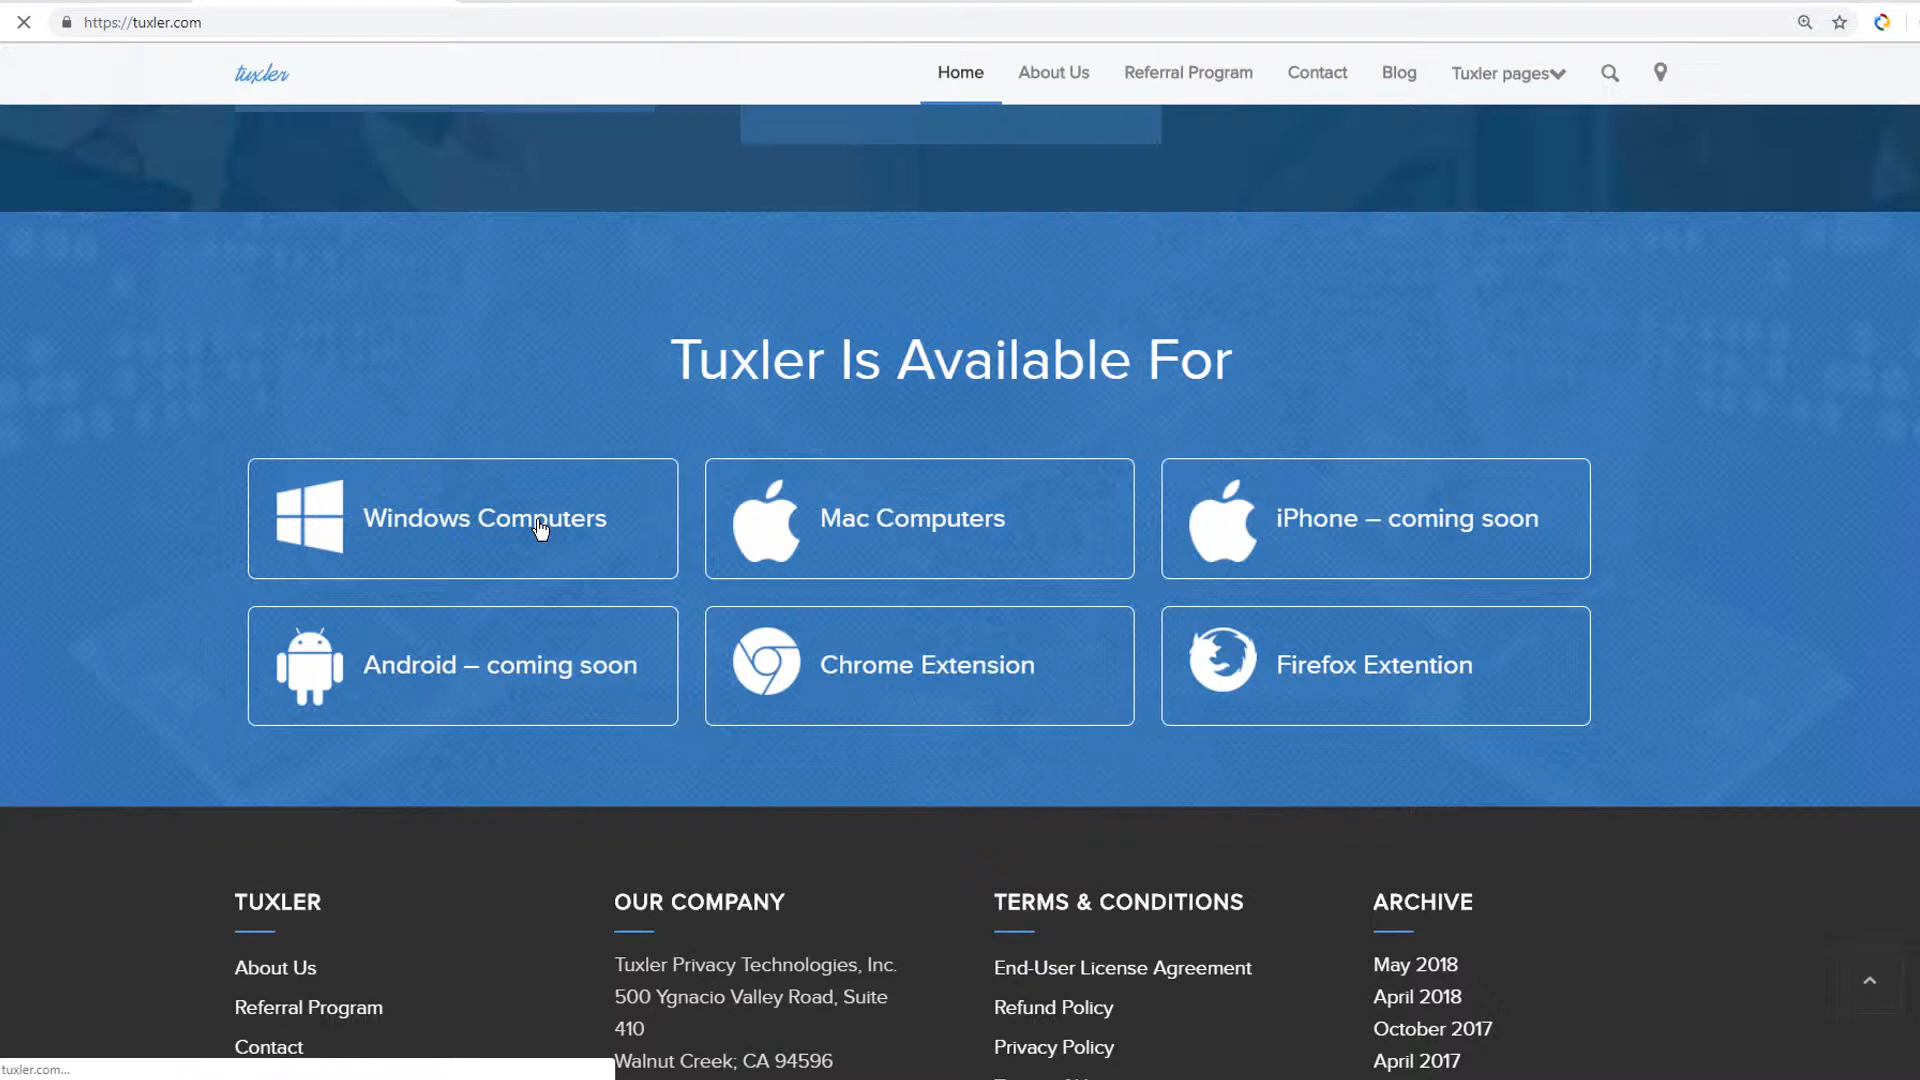 https://tuxler.com
tuxler
Home
About Us
Referral Program
Contact
Blog
Tuxler pages
Tuxler Is Available For
Windows Computers
Mac Computers
iPhone – coming soon
Android – coming soon
Chrome Extension
Firefox Extention
TUXLER
About Us
Referral Program
Contact
OUR COMPANY
Tuxler Privacy Technologies, Inc.
500 Ygnacio Valley Road, Suite
410
Walnut Creek; CA 94596
TERMS & CONDITIONS
End-User License Agreement
Refund Policy
Privacy Policy
ARCHIVE
May 2018
April 2018
October 2017
April 2017
tuxler.com...